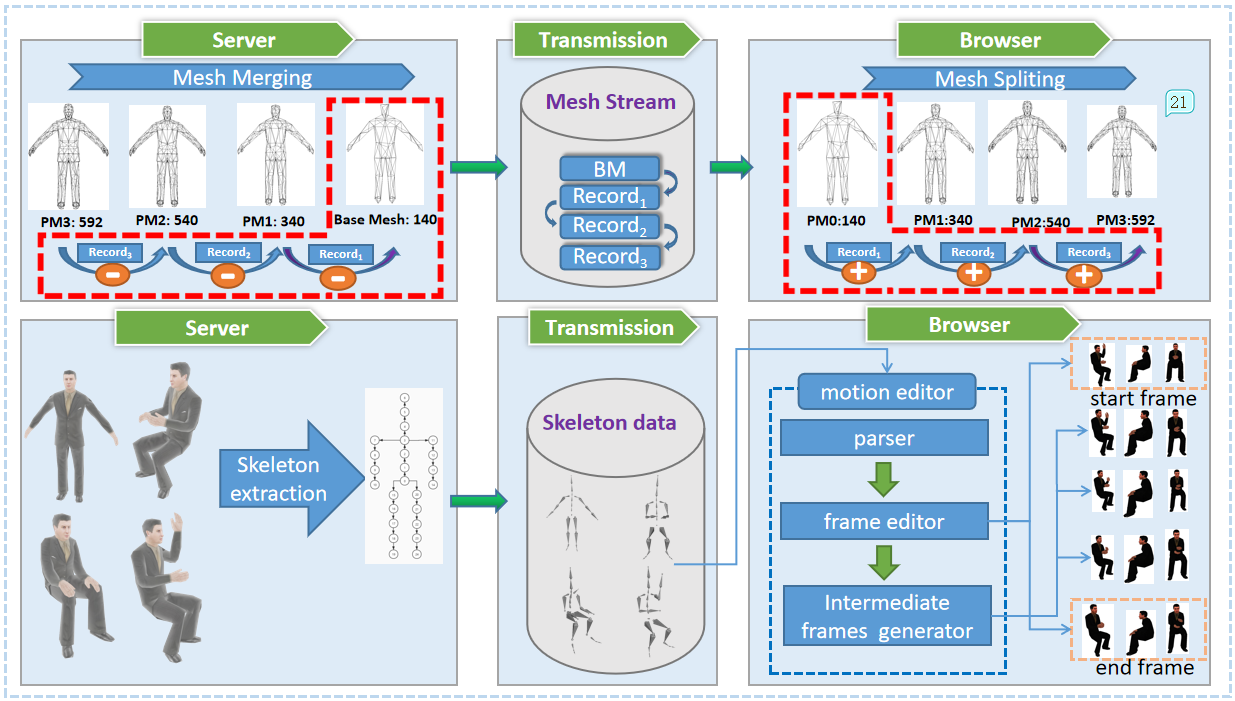 Server
Transmission
Browser
Mesh Merging
Mesh Stream
Mesh Spliting
21
PM3: 592
PM2: 540
PM1: 340
Base Mesh: 140
Record3
Record2
Record1
BM
Record1
Record2
Record3
PM0:140
PM1:340
PM2:540
PM3:592
Record1
Record2
Record3
Server
Transmission
Browser
Skeleton
extraction
Skeleton data
motion editor
parser
frame editor
Intermediate
frames generator
start frame
end frame